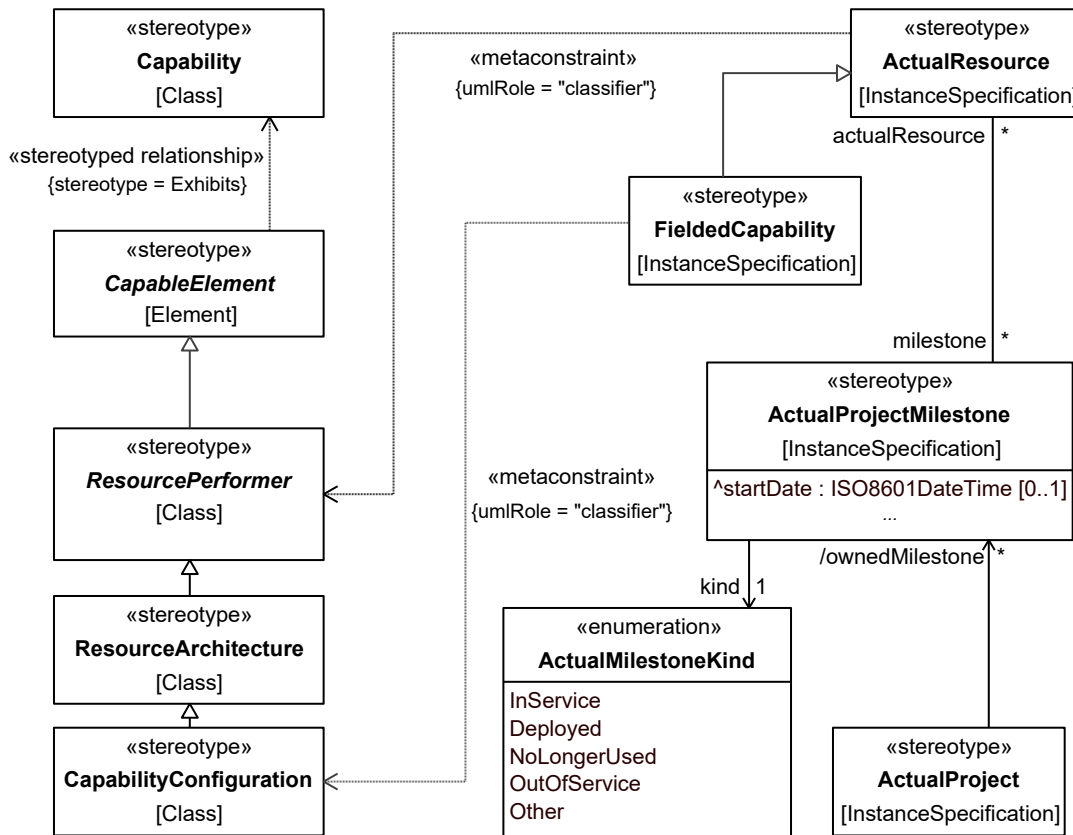 «stereotype»
Capability
[Class]
«stereotyped relationship»
{stereotype = Exhibits}
«stereotype»
CapableElement
[Element]
«stereotype»
ResourcePerformer
[Class]
«stereotype»
ResourceArchitecture
[Class]
«stereotype»
CapabilityConfiguration
[Class]
«metaconstraint»
{umlRole = "classifier"}
«stereotype»
ActualResource
[InstanceSpecification]
actualResource *
«stereotype»
FieldedCapability
[InstanceSpecification]
milestone *
«stereotype»
ActualProjectMilestone
[InstanceSpecification]
^startDate : ISO8601DateTime [0..1]
...
«metaconstraint»
{umlRole = "classifier"}
/ownedMilestone *
kind 1
«enumeration»
ActualMilestoneKind
InService
Deployed
NoLongerUsed
OutOfService
Other
«stereotype»
ActualProject
[InstanceSpecification]